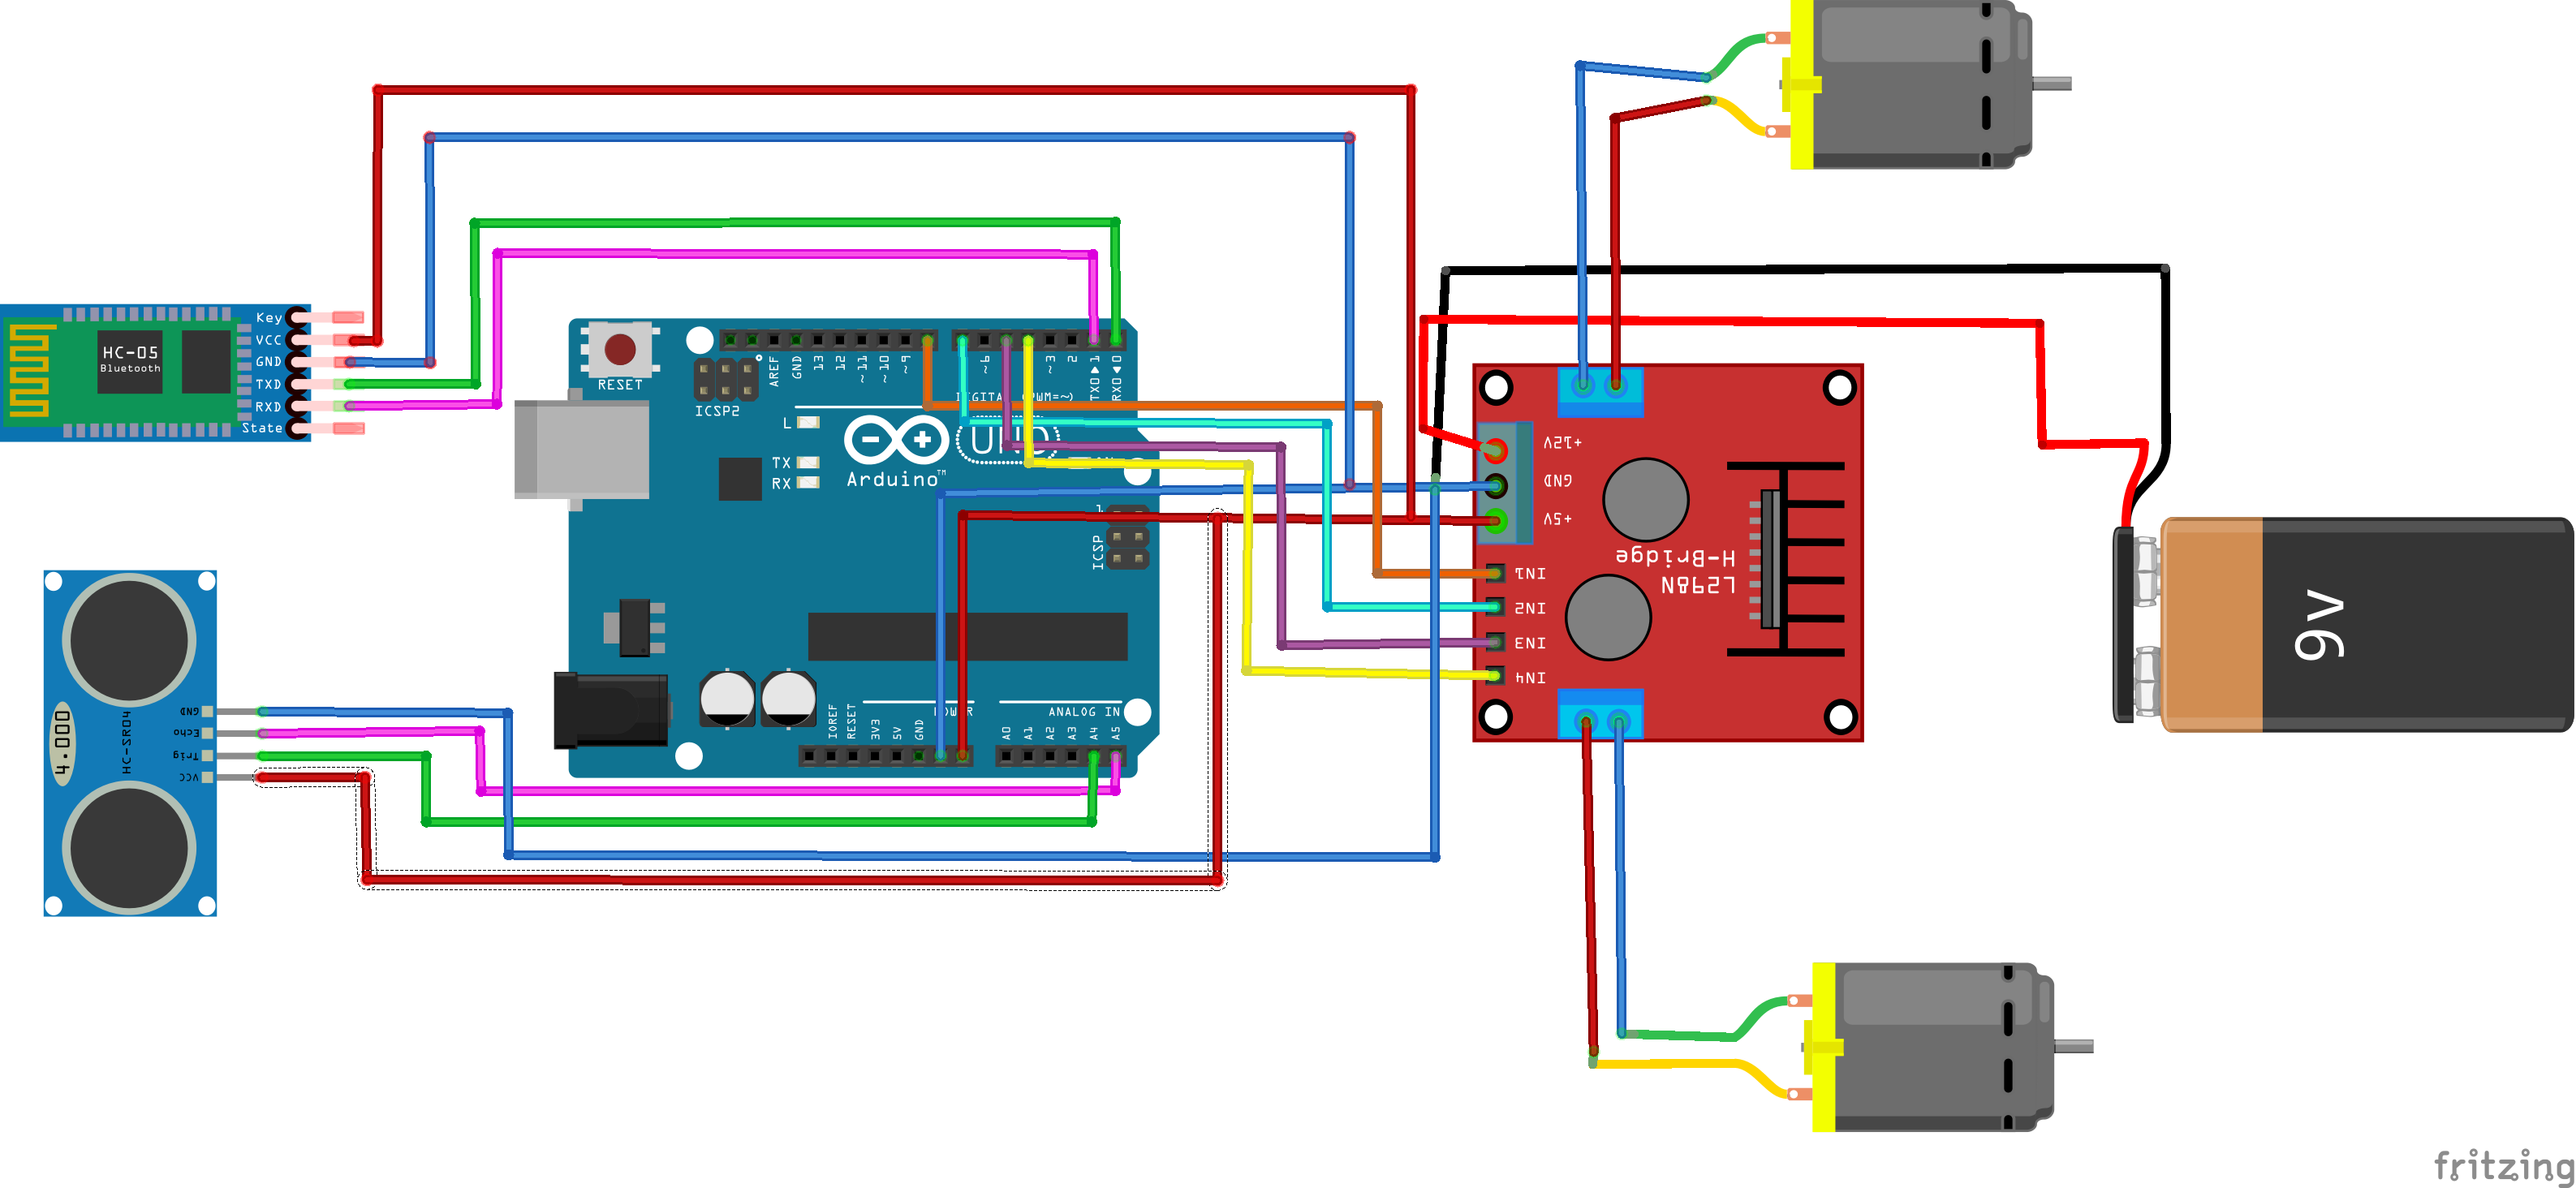 Key
VCC
GND
TXD
RXD
State
HC-05
Bluetooth
RESET
ICSP2
AREF
GND
13
12
~11
~10
~9
~6
~3
2
TX0▶1
RX0◀0
DIGITAL (PWM=~)
L
TX
RX
UNO
Arduino™
ICSP
1
IOREF
RESET
3V3
5V
GND
POWER
A0
A1
A2
A3
A4
A5
ANALOG IN
GND
Echo
Trig
VCC
HC-SR04
4.000
+12V
GND
+5V
L298N
H-Bridge
IN1
IN2
IN3
IN4
9v
fritzing